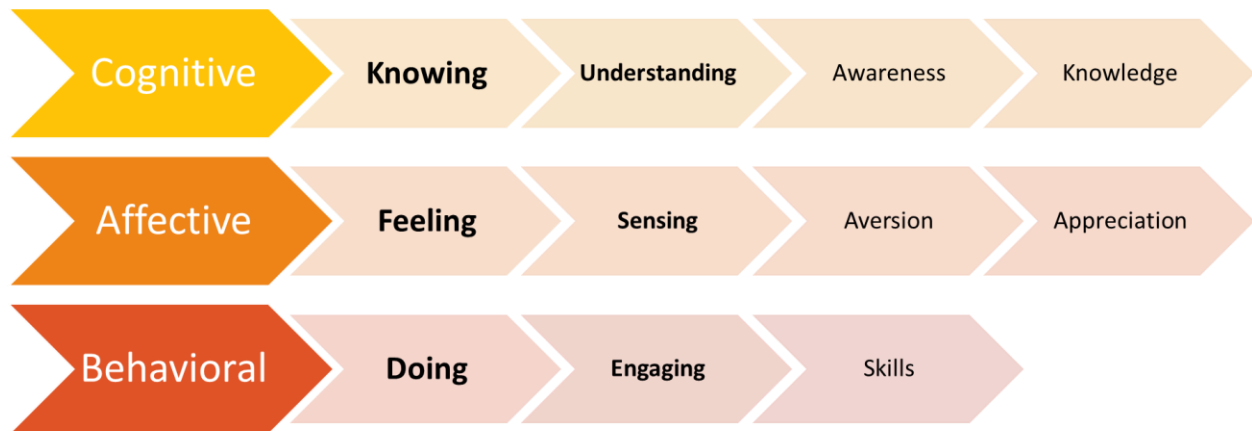 Cognitive Knowing Understanding Awareness Knowledge
Affective Feeling Sensing Aversion Appreciation
Behavioral Doing Engaging Skills